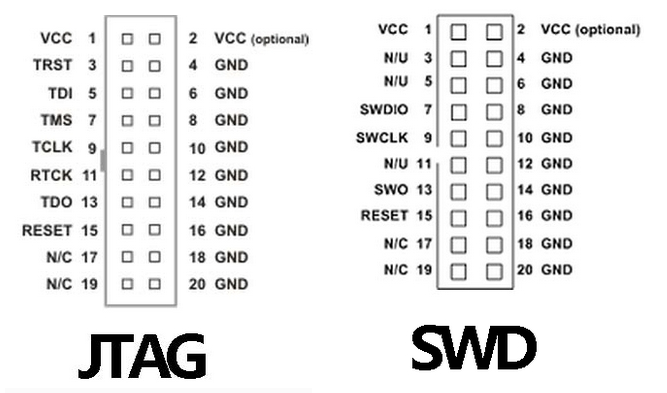 VCC 1 2 VCC (optional)
TRST 3 4 GND
TDI 5 6 GND
TMS 7 8 GND
TCLK 9 10 GND
RTCK 11 12 GND
TDO 13 14 GND
RESET 15 16 GND
N/C 17 18 GND
N/C 19 20 GND
JTAG
VCC 1 2 VCC (optional)
N/U 3 4 GND
N/U 5 6 GND
SWDIO 7 8 GND
SWCLK 9 10 GND
N/U 11 12 GND
SWO 13 14 GND
RESET 15 16 GND
N/C 17 18 GND
N/C 19 20 GND
SWD